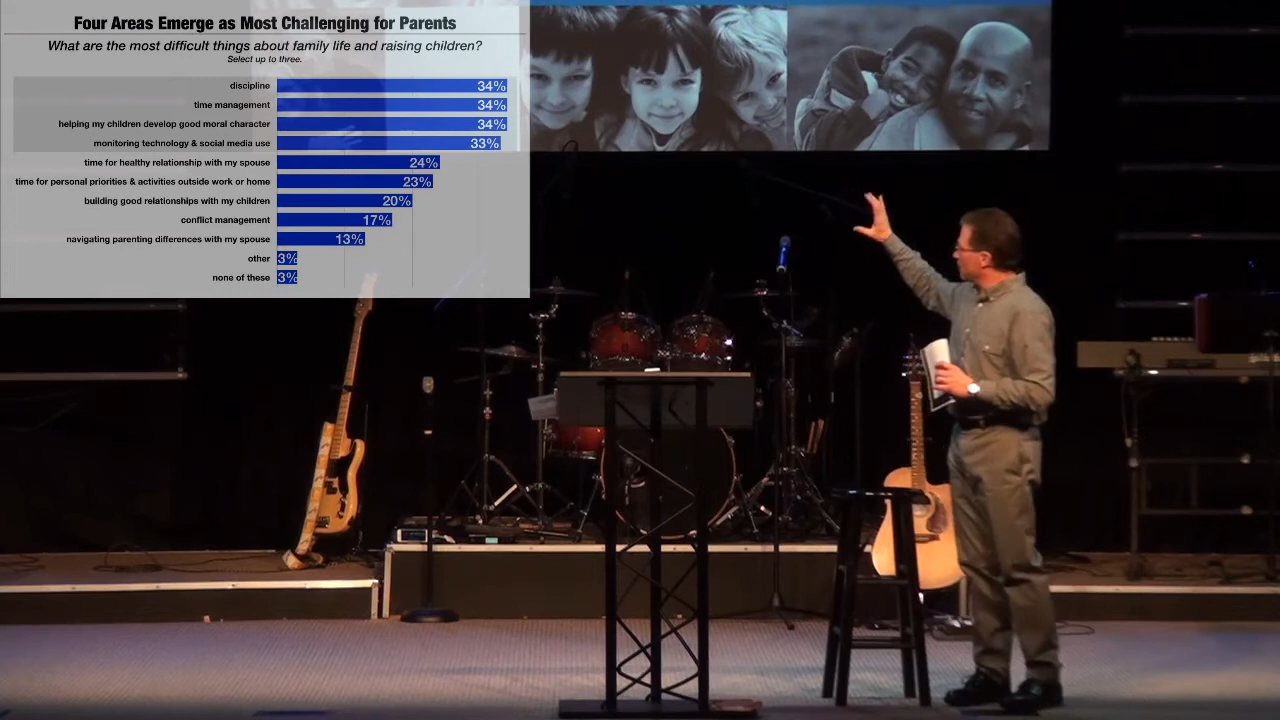 Four Areas Emerge as Most Challenging for Parents
What are the most difficult things about family life and raising children?
Select up to three.
discipline 34%
time management 34%
helping my children develop good moral character 34%
monitoring technology & social media use 33%
time for healthy relationship with my spouse 24%
time for personal priorities & activities outside work or home 23%
building good relationships with my children 20%
conflict management 17%
navigating parenting differences with my spouse 13%
other 3%
none of these 3%